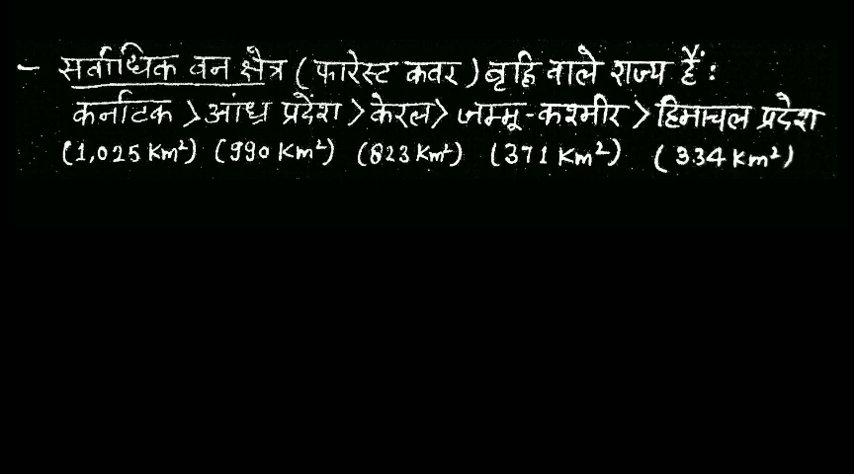 - सर्वाधिक वन क्षेत्र (फारेस्ट कवर) वृद्धि वाले राज्य हैं :
कर्नाटक > आंध्र प्रदेश > केरल > जम्मू-कश्मीर > हिमाचल प्रदेश
(1,025 Km²) (990 Km²) (823 Km²) (371 Km²) (334 Km²)